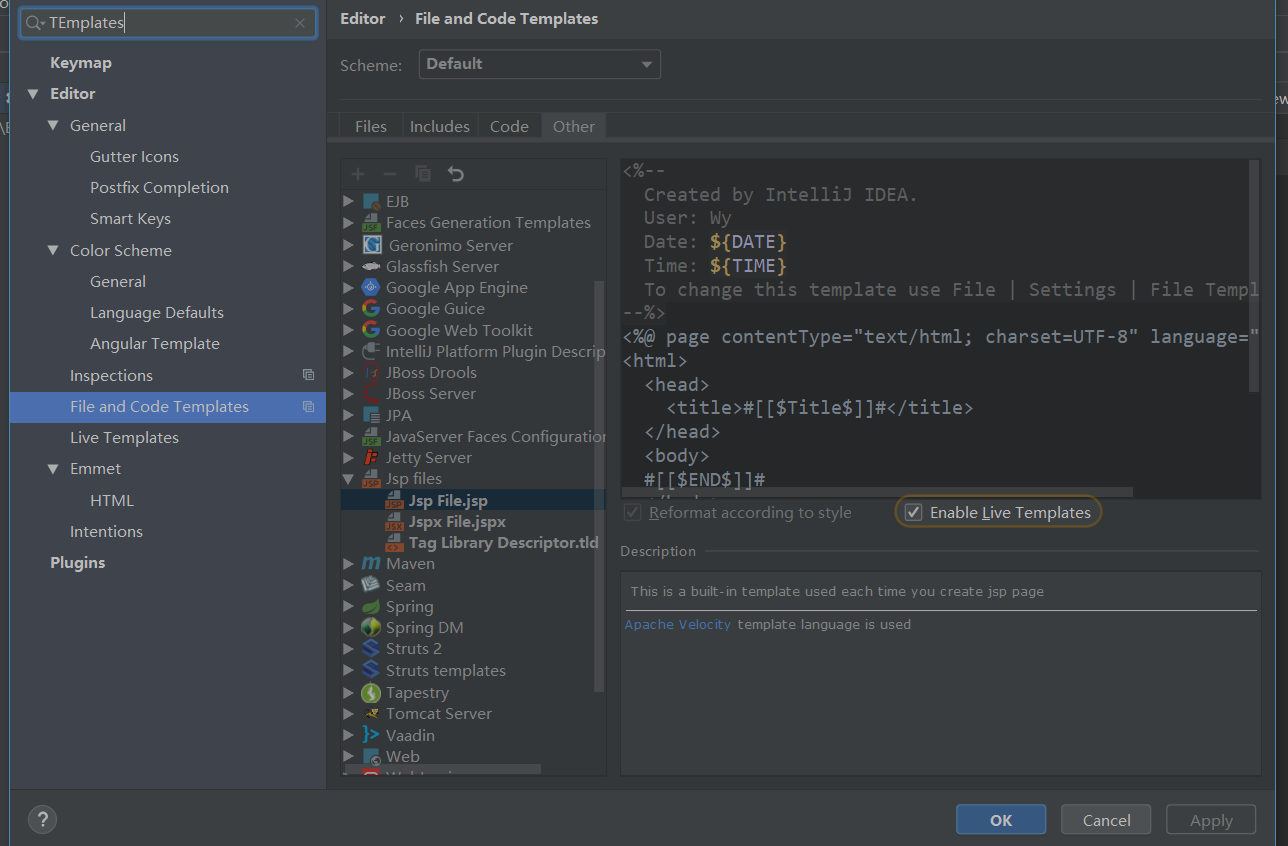 TEmplates
Keymap
Editor
General
Gutter Icons
Postfix Completion
Smart Keys
Color Scheme
General
Language Defaults
Angular Template
Inspections
File and Code Templates
Live Templates
Emmet
HTML
Intentions
Plugins
Editor › File and Code Templates
Scheme: Default
Files Includes Code Other
EJB
Faces Generation Templates
Geronimo Server
Glassfish Server
Google App Engine
Google Guice
Google Web Toolkit
IntelliJ Platform Plugin Descrip
JBoss Drools
JBoss Server
JPA
JavaServer Faces Configuration
Jetty Server
Jsp files
Jsp File.jsp
Jspx File.jspx
Tag Library Descriptor.tld
Maven
Seam
Spring
Spring DM
Struts 2
Struts templates
Tapestry
Tomcat Server
Vaadin
Web
<%--
Created by IntelliJ IDEA.
User: Wy
Date: ${DATE}
Time: ${TIME}
To change this template use File | Settings | File Templ
--%>
<%@ page contentType="text/html; charset=UTF-8" language="
<html>
<head>
<title>#[[$Title$]]#</title>
</head>
<body>
#[[$END$]]#
Reformat according to style Enable Live Templates
Description
This is a built-in template used each time you create jsp page
Apache Velocity template language is used
? OK Cancel Apply